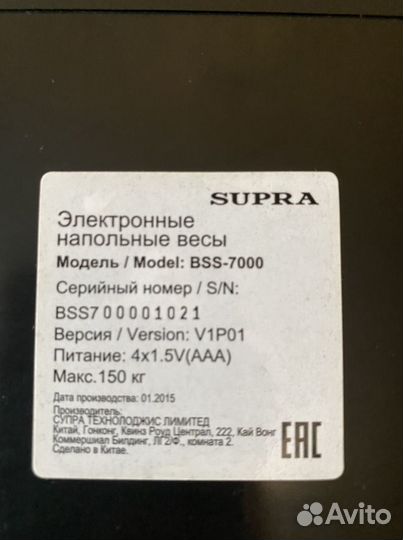 SUPRA
Электронные
напольные весы
Модель / Model: BSS-7000
Серийный номер / S/N:
BSS700001021
Версия / Version: V1P01
Питание: 4x1.5V(AAA)
Макс.150 кг
Дата производства: 01.2015
Производитель:
СУПРА ТЕХНОЛОДЖИС ЛИМИТЕД
Китай, Гонконг, Квинз Роуд Централ, 222, Кай Вонг
Коммершиал Билдинг, ЛГ2/Ф., комната 2.
Сделано в Китае.
EAC
Avito